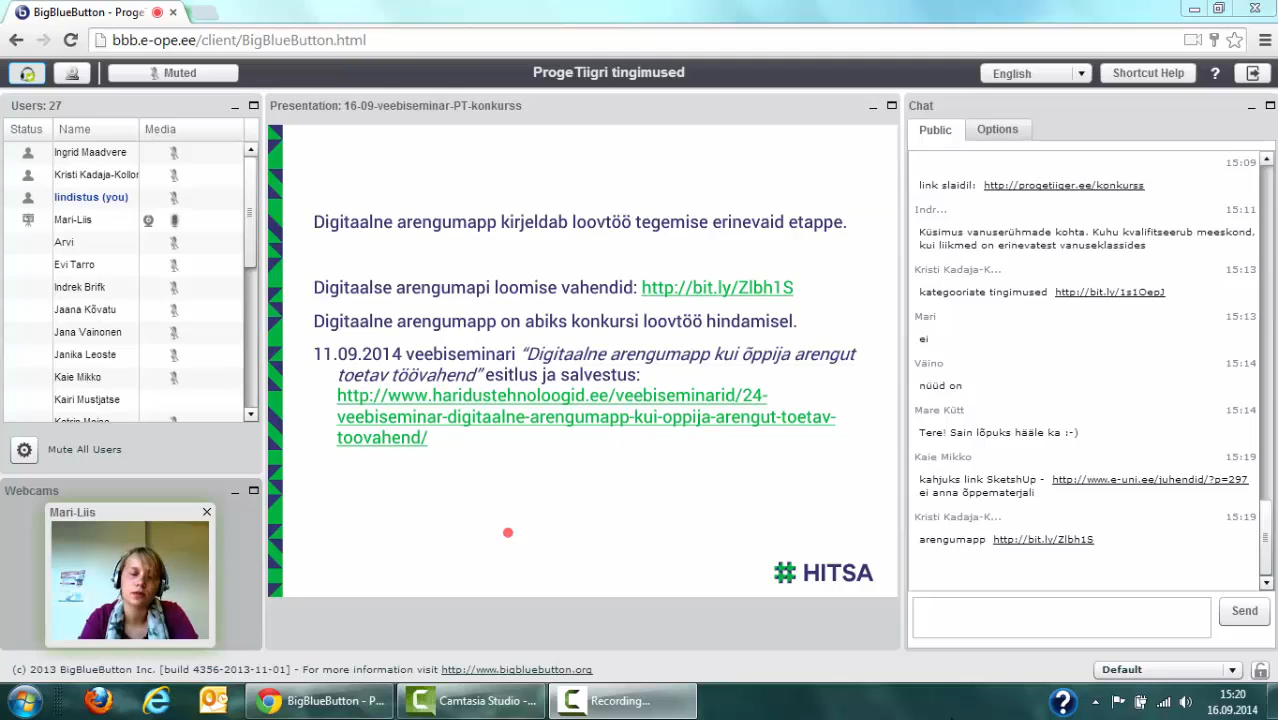 BigBlueButton - Proge
bbb.e-ope.ee/client/BigBlueButton.html
Muted
ProgeTiigri tingimused
English
Shortcut Help
?
Users: 27
Status Name Media
Ingrid Maadvere
Kristi Kadaja-Kollor
lindistus (you)
Mari-Liis
Arvi
Evi Tarro
Indrek Brifk
Jaana Kõvatu
Jana Vainonen
Janika Leoste
Kaie Mikko
Kairi Mustjatse
Mute All Users
Webcams
Mari-Liis
Presentation: 16-09-veebiseminar-PT-konkurss
Digitaalne arengumapp kirjeldab loovtöö tegemise erinevaid etappe.
Digitaalse arengumapi loomise vahendid: http://bit.ly/Zlbh1S
Digitaalne arengumapp on abiks konkursi loovtöö hindamisel.
11.09.2014 veebiseminari “Digitaalne arengumapp kui õppija arengut
toetav töövahend” esitlus ja salvestus:
http://www.haridustehnoloogid.ee/veebiseminarid/24-
veebiseminar-digitaalne-arengumapp-kui-oppija-arengut-toetav-
toovahend/
HITSA
Chat
Public Options
15:09
link slaidil: http://progetiiger.ee/konkurss
Indr... 15:11
Küsimus vanuserühmade kohta. Kuhu kvalifitseerub meeskond,
kui liikmed on erinevatest vanuseklassides
Kristi Kadaja-K... 15:13
kategooriate tingimused http://bit.ly/1s1OepJ
Mari 15:13
ei
Väino 15:14
nüüd on
Mare Kütt 15:14
Tere! Sain lõpuks hääle ka :-)
Kaie Mikko 15:19
kahjuks link SketshUp - http://www.e-uni.ee/juhendid/?p=297
ei anna õppematerjali
Kristi Kadaja-K... 15:19
arengumapp http://bit.ly/Zlbh1S
Send
(c) 2013 BigBlueButton Inc. [build 4356-2013-11-01] - For more information visit http://www.bigbluebutton.org
Default
BigBlueButton - P...
Camtasia Studio -...
Recording...
15:20
16.09.2014